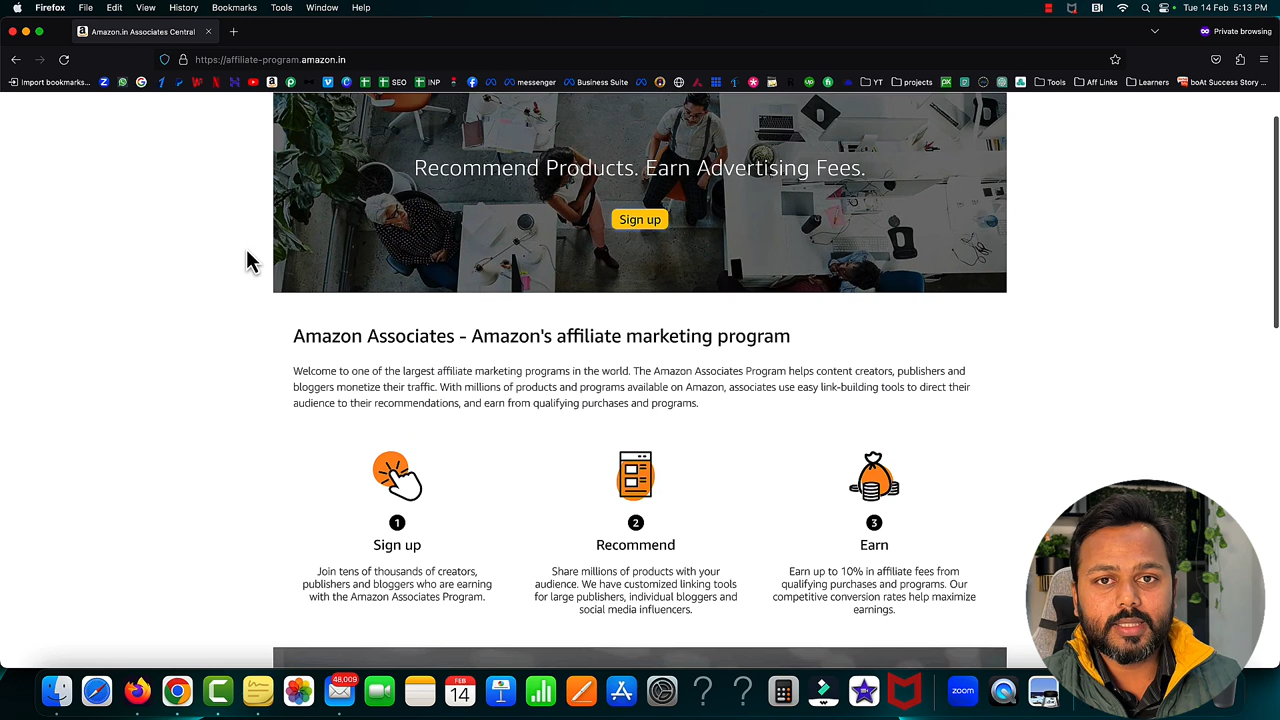 Firefox File Edit View History Bookmarks Tools Window Help Tue 14 Feb 5:13 PM
Amazon.in Associates Central Private browsing
https://affiliate-program.amazon.in
Import bookmarks... SEO INP messenger Business Suite YT projects Tools Aff Links Learners boAt Success Story ...
Recommend Products. Earn Advertising Fees.
Sign up
Amazon Associates - Amazon's affiliate marketing program
Welcome to one of the largest affiliate marketing programs in the world. The Amazon Associates Program helps content creators, publishers and
bloggers monetize their traffic. With millions of products and programs available on Amazon, associates use easy link-building tools to direct their
audience to their recommendations, and earn from qualifying purchases and programs.
1
Sign up
Join tens of thousands of creators,
publishers and bloggers who are earning
with the Amazon Associates Program.
2
Recommend
Share millions of products with your
audience. We have customized linking tools
for large publishers, individual bloggers and
social media influencers.
3
Earn
Earn up to 10% in affiliate fees from
qualifying purchases and programs. Our
competitive conversion rates help maximize
earnings.
48,009
FEB
14
zoom